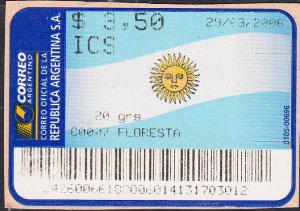 $ 3,50
29/03/2006
ICS
CORREO
ARGENTINO
CORREO OFICIAL DE LA
REPUBLICA ARGENTINA S.A.
20 grs
C0007 FLORESTA
0105-00696